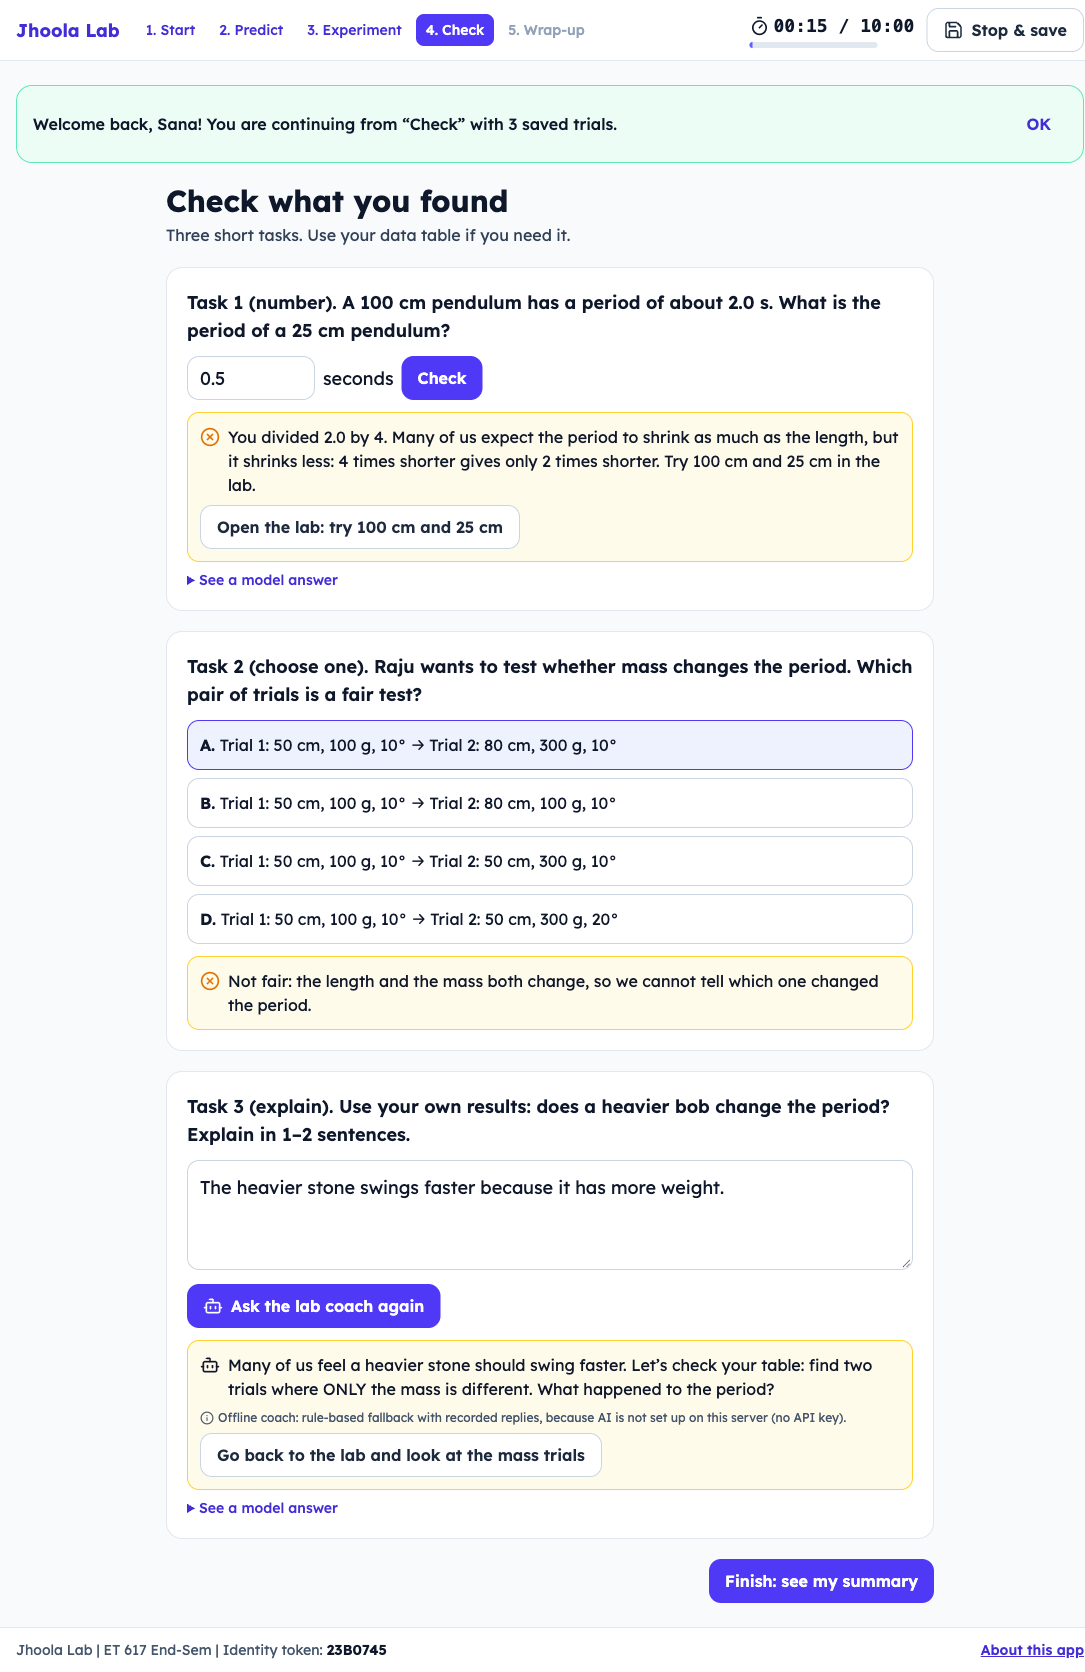 Jhoola Lab
1. Start
2. Predict
3. Experiment
4. Check
5. Wrap-up
00:15 / 10:00
Stop & save
Welcome back, Sana! You are continuing from “Check” with 3 saved trials.
OK
Check what you found
Three short tasks. Use your data table if you need it.
Task 1 (number). A 100 cm pendulum has a period of about 2.0 s. What is the
period of a 25 cm pendulum?
0.5
seconds
Check
You divided 2.0 by 4. Many of us expect the period to shrink as much as the length, but
it shrinks less: 4 times shorter gives only 2 times shorter. Try 100 cm and 25 cm in the
lab.
Open the lab: try 100 cm and 25 cm
See a model answer
Task 2 (choose one). Raju wants to test whether mass changes the period. Which
pair of trials is a fair test?
A. Trial 1: 50 cm, 100 g, 10° → Trial 2: 80 cm, 300 g, 10°
B. Trial 1: 50 cm, 100 g, 10° → Trial 2: 80 cm, 100 g, 10°
C. Trial 1: 50 cm, 100 g, 10° → Trial 2: 50 cm, 300 g, 10°
D. Trial 1: 50 cm, 100 g, 10° → Trial 2: 50 cm, 300 g, 20°
Not fair: the length and the mass both change, so we cannot tell which one changed
the period.
Task 3 (explain). Use your own results: does a heavier bob change the period?
Explain in 1–2 sentences.
The heavier stone swings faster because it has more weight.
Ask the lab coach again
Many of us feel a heavier stone should swing faster. Let’s check your table: find two
trials where ONLY the mass is different. What happened to the period?
Offline coach: rule-based fallback with recorded replies, because AI is not set up on this server (no API key).
Go back to the lab and look at the mass trials
See a model answer
Finish: see my summary
Jhoola Lab | ET 617 End-Sem | Identity token: 23B0745
About this app